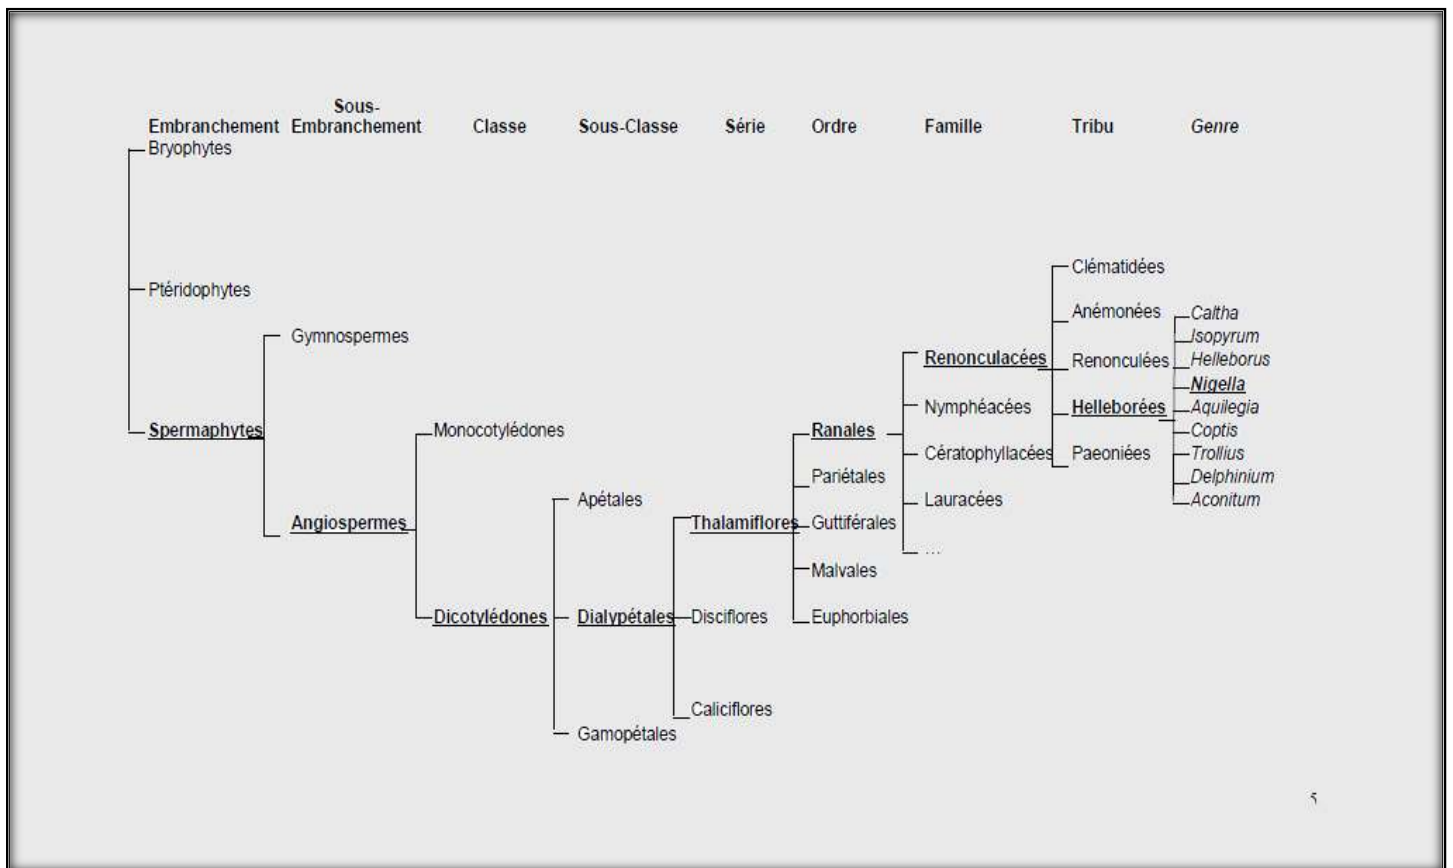 Sous-
Embranchement Embranchement Classe Sous-Classe Série Ordre Famille Tribu Genre
Bryophytes
Clématidées
Ptéridophytes
Anémonées
Caltha
Gymnospermes
Isopyrum
Renonculacées
Renonculées
Helleborus
Nigella
Nymphéacées
Helleborées
Aquilegia
Spermaphytes
Monocotylédones
Ranales
Coptis
Cératophyllacées
Paeoniées
Trollius
Pariétales
Delphinium
Apétales
Lauracées
Aconitum
Angiospermes
Thalamiflores
Guttiférales
...
Malvales
Dicotylédones
Dialypétales
Disciflores
Euphorbiales
Caliciflores
Gamopétales
٥